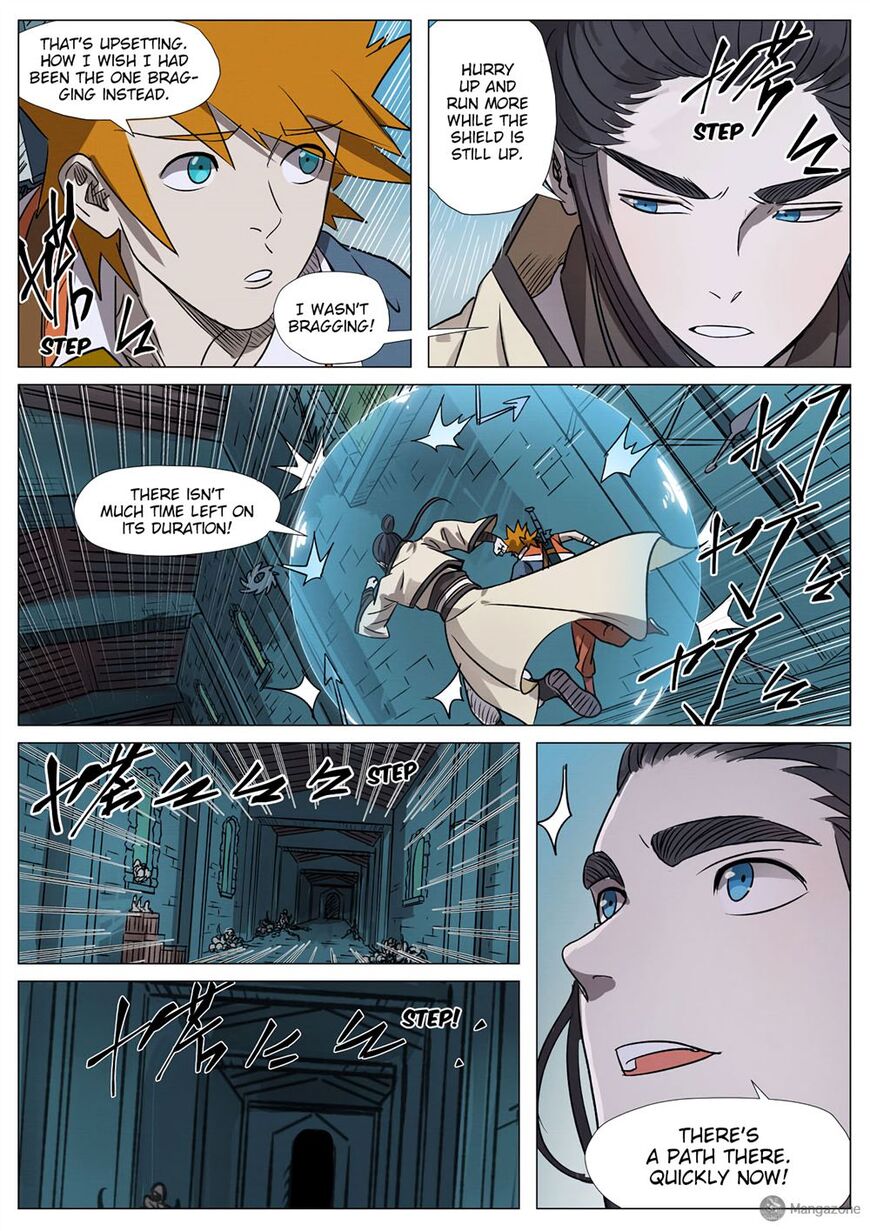 THAT'S UPSETTING.
HOW I WISH I HAD
BEEN THE ONE BRAG-
GING INSTEAD.
STEP
I WASN'T
BRAGGING!
HURRY
UP AND
RUN MORE
WHILE THE
SHIELD IS
STILL UP.
STEP
THERE ISN'T
MUCH TIME LEFT ON
ITS DURATION!
STEP
STEP!
THERE'S
A PATH THERE.
QUICKLY NOW!
Mangazone